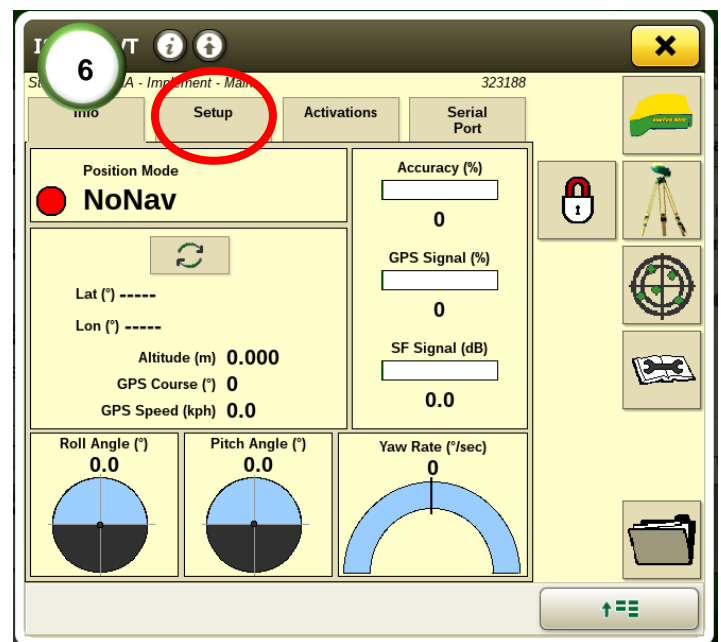 6
A - Implement - Main
323188
Info
Setup
Activations
Serial
Port
Position Mode
NoNav
Lat (°) -----
Lon (°) -----
Altitude (m) 0.000
GPS Course (°) 0
GPS Speed (kph) 0.0
Accuracy (%)
0
GPS Signal (%)
0
SF Signal (dB)
0.0
Roll Angle (°)
0.0
Pitch Angle (°)
0.0
Yaw Rate (°/sec)
0